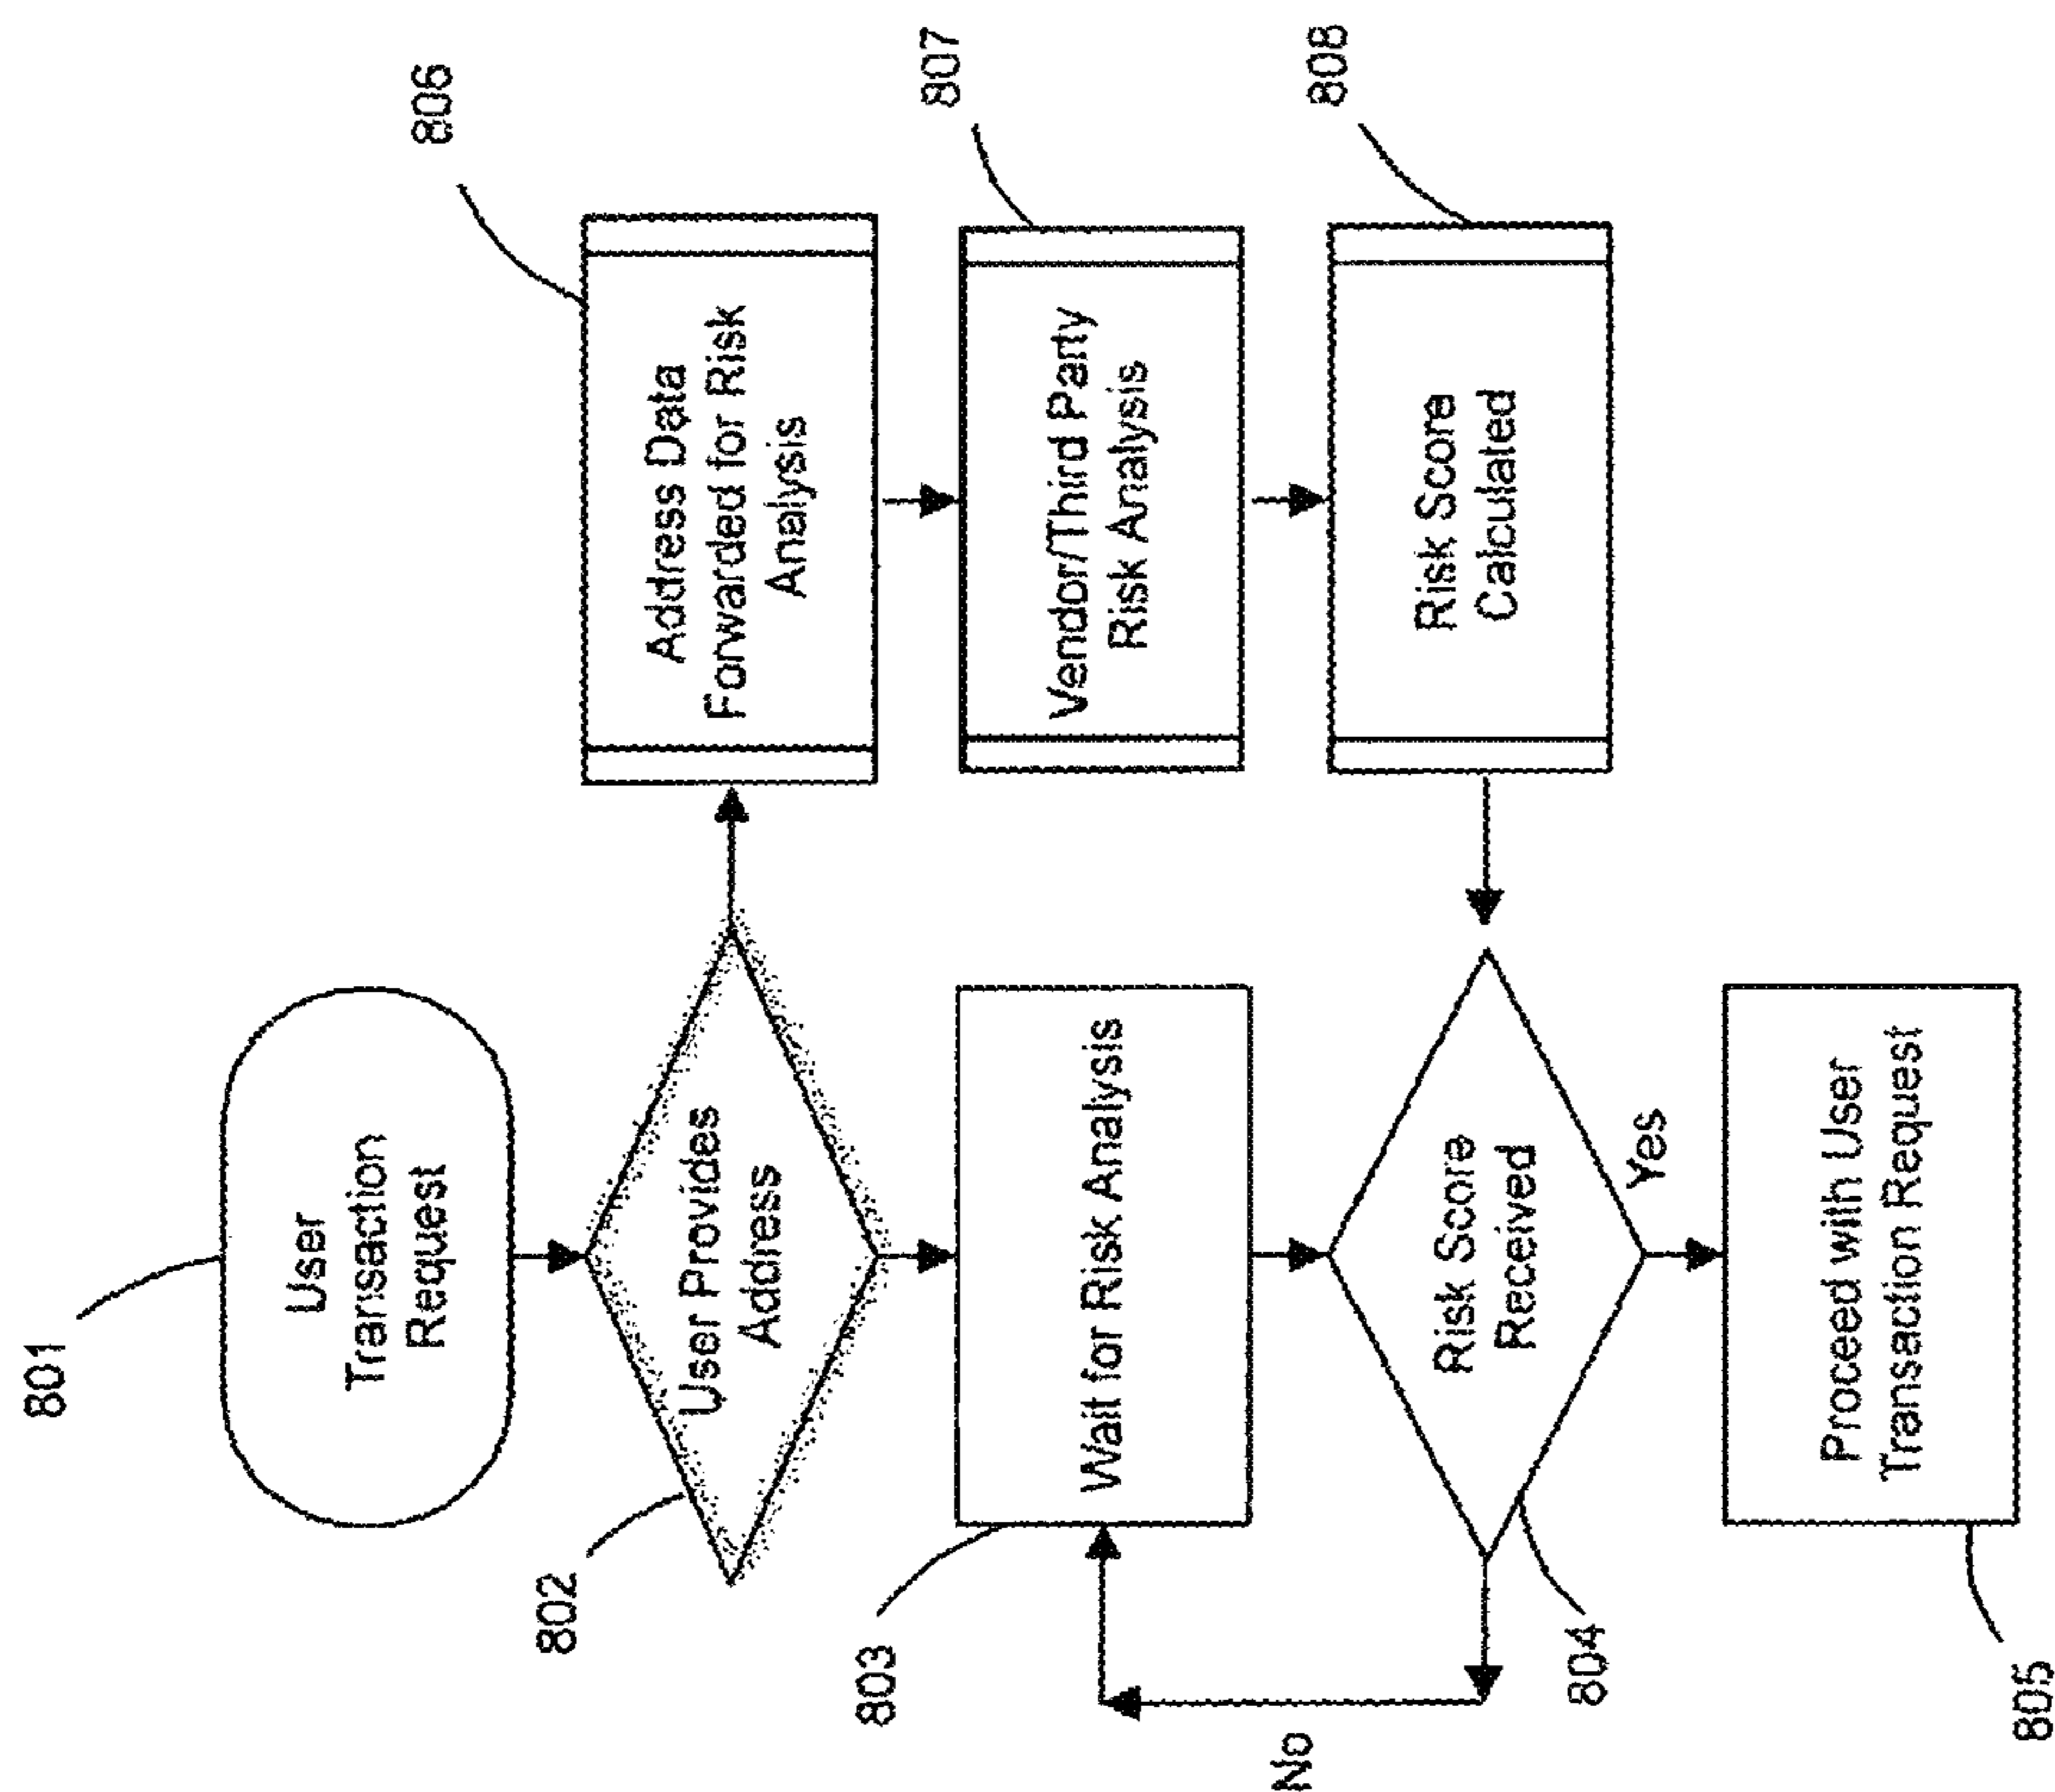 801
User
Transaction
Request
802
User Provides
Address
806
Address Data
Forwarded for Risk
Analysis
803
Wait for Risk Analysis
807
Vendor/Third Party
Risk Analysis
No
804
Risk Score
Received
Yes
808
Risk Score
Calculated
805
Proceed with User
Transaction Request